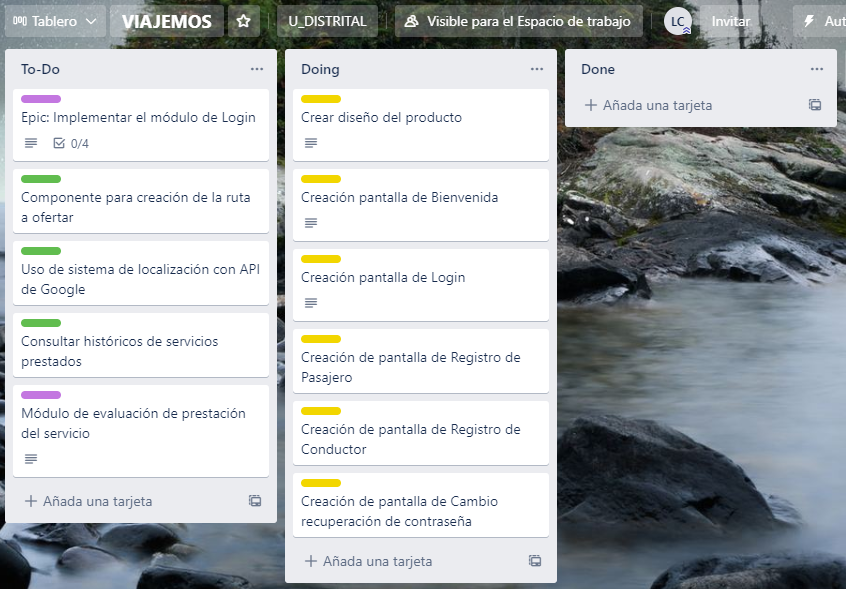 Tablero
VIAJEMOS
U_DISTRITAL
Visible para el Espacio de trabajo
LC
Invitar
Aut
To-Do
Epic: Implementar el módulo de Login
0/4
Componente para creación de la ruta
a ofertar
Uso de sistema de localización con API
de Google
Consultar históricos de servicios
prestados
Módulo de evaluación de prestación
del servicio
Añada una tarjeta
Doing
Crear diseño del producto
Creación pantalla de Bienvenida
Creación pantalla de Login
Creación de pantalla de Registro de
Pasajero
Creación de pantalla de Registro de
Conductor
Creación de pantalla de Cambio
recuperación de contraseña
Añada una tarjeta
Done
Añada una tarjeta